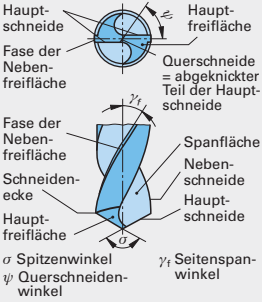 Haupt-
schneide
ψ
Haupt-
freifläche
Fase der
Neben-
freifläche
Querschneide
= abgeknickter
Teil der Haupt-
schneide
γf
Fase der
Neben-
freifläche
Spanfläche
Neben-
schneide
Schneiden-
ecke
Haupt-
schneide
Haupt-
freifläche
σ
σ Spitzenwinkel
ψ Querschneiden-
winkel
γf Seitenspan-
winkel